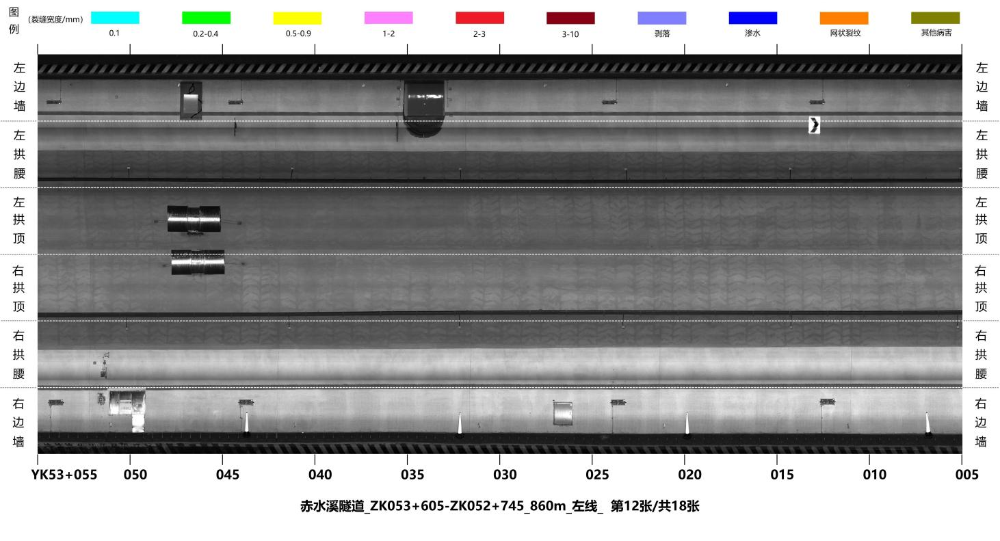 图例
(裂缝宽度/mm)
0.1
0.2-0.4
0.5-0.9
1-2
2-3
3-10
剥落
渗水
网状裂纹
其他病害
左边墙
左边墙
左拱腰
左拱腰
左拱顶
左拱顶
右拱顶
右拱顶
右拱腰
右拱腰
右边墙
右边墙
YK53+055 050 045 040 035 030 025 020 015 010 005
赤水溪隧道_ZK053+605-ZK052+745_860m_左线_ 第12张/共18张